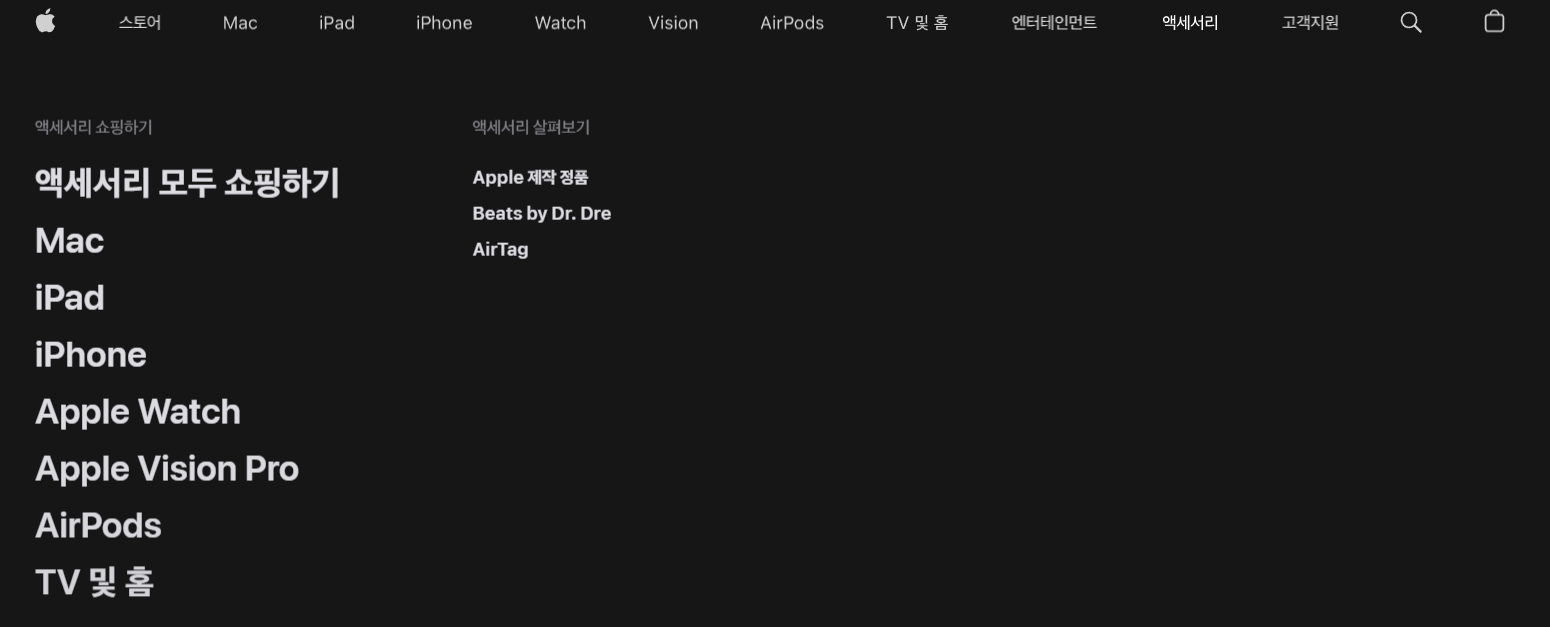 스토어 Mac iPad iPhone Watch Vision AirPods TV 및 홈 엔터테인먼트 액세서리 고객지원
액세서리 쇼핑하기
액세서리 모두 쇼핑하기
Mac
iPad
iPhone
Apple Watch
Apple Vision Pro
AirPods
TV 및 홈
액세서리 살펴보기
Apple 제작 정품
Beats by Dr. Dre
AirTag